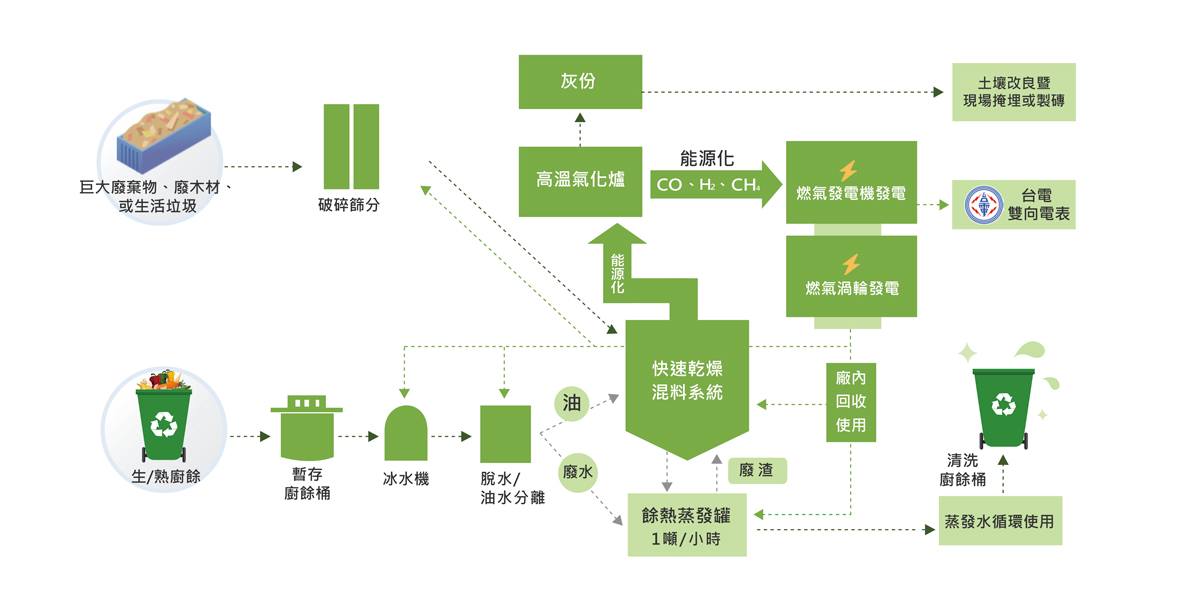 灰份
土壤改良暨
現場掩埋或製磚
巨大廢棄物、廢木材、
或生活垃圾
破碎篩分
高溫氣化爐
能源化
CO、H₂、CH₄
燃氣發電機發電
台電
雙向電表
燃氣渦輪發電
能源化
快速乾燥
混料系統
廠內
回收
使用
生/熟廚餘
暫存
廚餘桶
冰水機
脫水/
油水分離
油
廢水
廢渣
餘熱蒸發罐
1噸/小時
清洗
廚餘桶
蒸發水循環使用